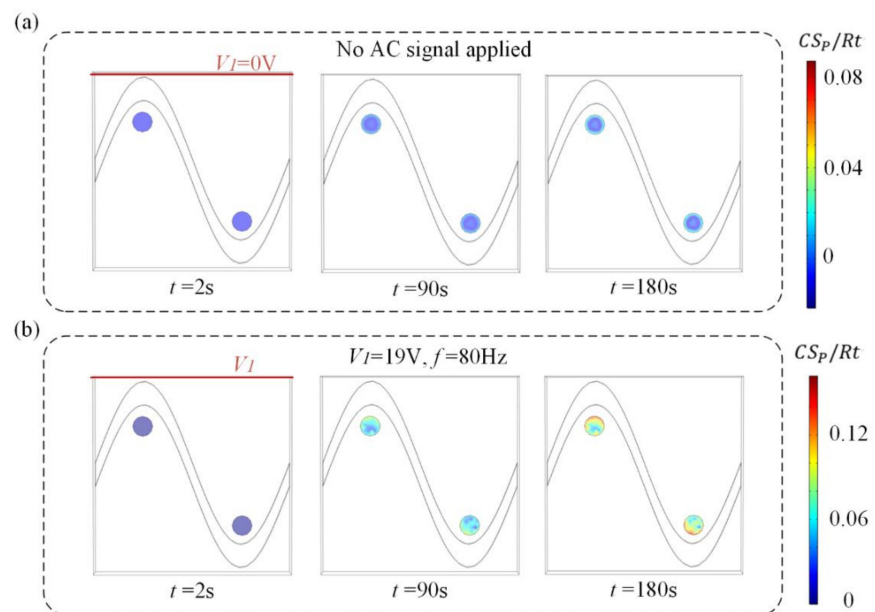 (a)
No AC signal applied
V1=0V
t =2s
t =90s
t =180s
CSP/Rt
0.08
0.04
0
(b)
V1=19V, f=80Hz
V1
t =2s
t =90s
t =180s
CSP/Rt
0.12
0.06
0